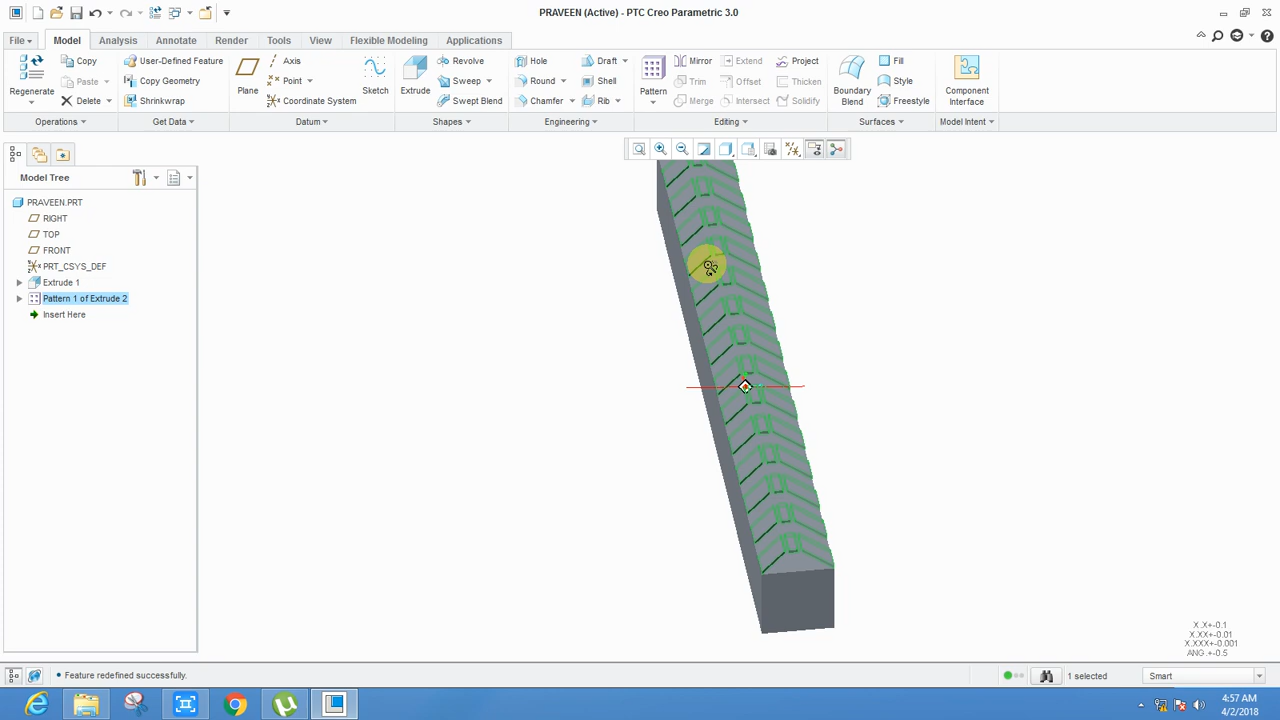 PRAVEEN (Active) - PTC Creo Parametric 3.0
File Model Analysis Annotate Render Tools View Flexible Modeling Applications
Regenerate Copy Paste Delete
User-Defined Feature Copy Geometry Shrinkwrap
Plane Axis Point Coordinate System Sketch
Extrude Revolve Sweep Swept Blend
Hole Round Chamfer Draft Shell Rib
Pattern Mirror Trim Merge Extend Offset Intersect Project Thicken Solidify
Boundary Blend Fill Style Freestyle
Component Interface
Operations Get Data Datum Shapes Engineering Editing Surfaces Model Intent
Model Tree
PRAVEEN.PRT
RIGHT
TOP
FRONT
PRT_CSYS_DEF
Extrude 1
Pattern 1 of Extrude 2
Insert Here
X.X+-0.1
X.XX+-0.01
X.XXX+-0.001
ANG.+-0.5
Feature redefined successfully. 1 selected Smart
4:57 AM
4/2/2018